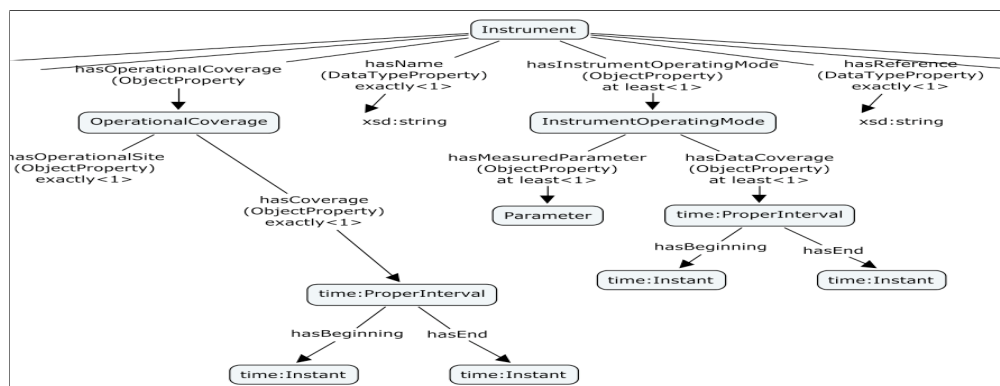 Instrument
hasOperationalCoverage
(ObjectProperty
hasName
(DataTypeProperty)
exactly<1>
hasInstrumentOperatingMode
(ObjectProperty)
at least<1>
hasReference
(DataTypeProperty)
exactly<1>
OperationalCoverage
xsd:string
InstrumentOperatingMode
xsd:string
hasOperationalSite
(ObjectProperty)
exactly<1>
hasMeasuredParameter
(ObjectProperty)
at least<1>
hasDataCoverage
(ObjectProperty)
at least<1>
hasCoverage
(ObjectProperty)
exactly<1>
Parameter
time:ProperInterval
hasBeginning
hasEnd
time:Instant
time:Instant
time:ProperInterval
hasBeginning
hasEnd
time:Instant
time:Instant